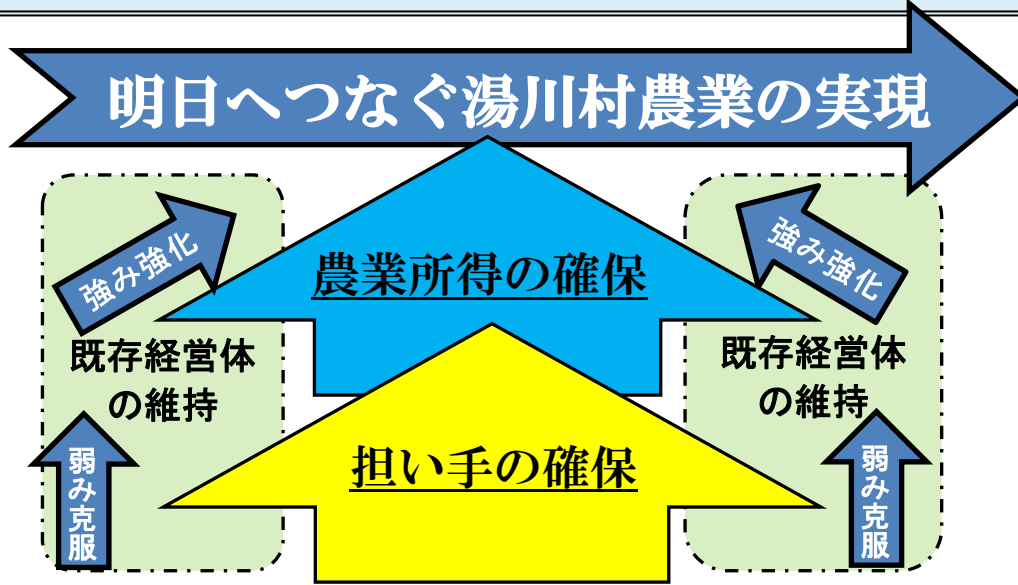 明日へつなぐ湯川村農業の実現
強み強化
強み強化
農業所得の確保
既存経営体
の維持
既存経営体
の維持
担い手の確保
弱み克服
弱み克服